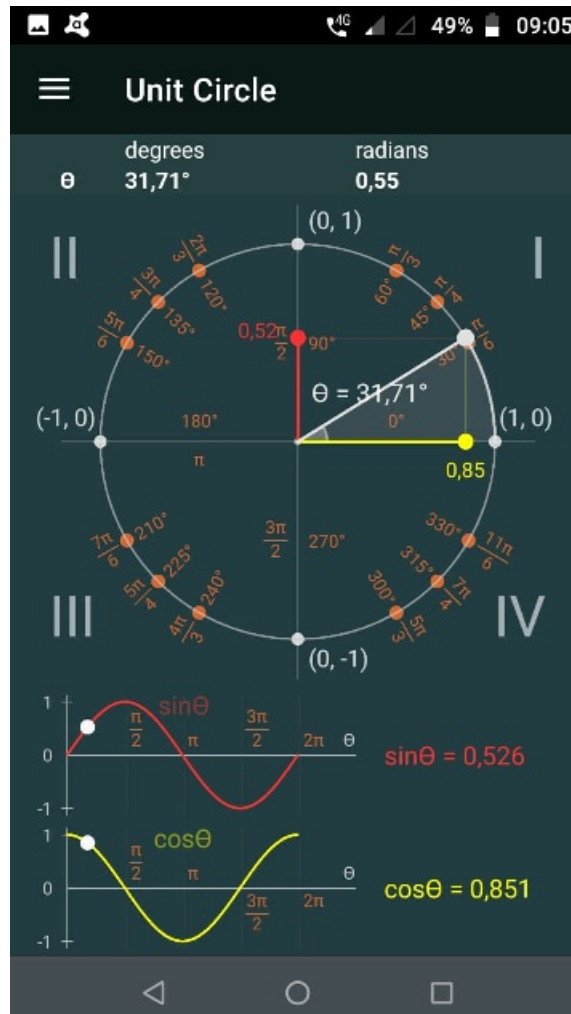 4G 49% 09:05
Unit Circle
degrees radians
θ 31,71° 0,55
II (0, 1) I
2π/3 120° π/3 60°
3π/4 135° π/4 45°
5π/6 150° π/6 30°
0,52 π/2 90°
θ = 31,71°
(-1, 0) 180° 0° (1, 0)
π 0,85
3π/2 270°
7π/6 210° 330° 11π/6
5π/4 225° 315° 7π/4
4π/3 240° 300° 5π/3
III IV
(0, -1)
1 sinθ
π/2 3π/2
0 π 2π θ sinθ = 0,526
-1
1 cosθ
π/2 π θ
0 3π/2 2π cosθ = 0,851
-1